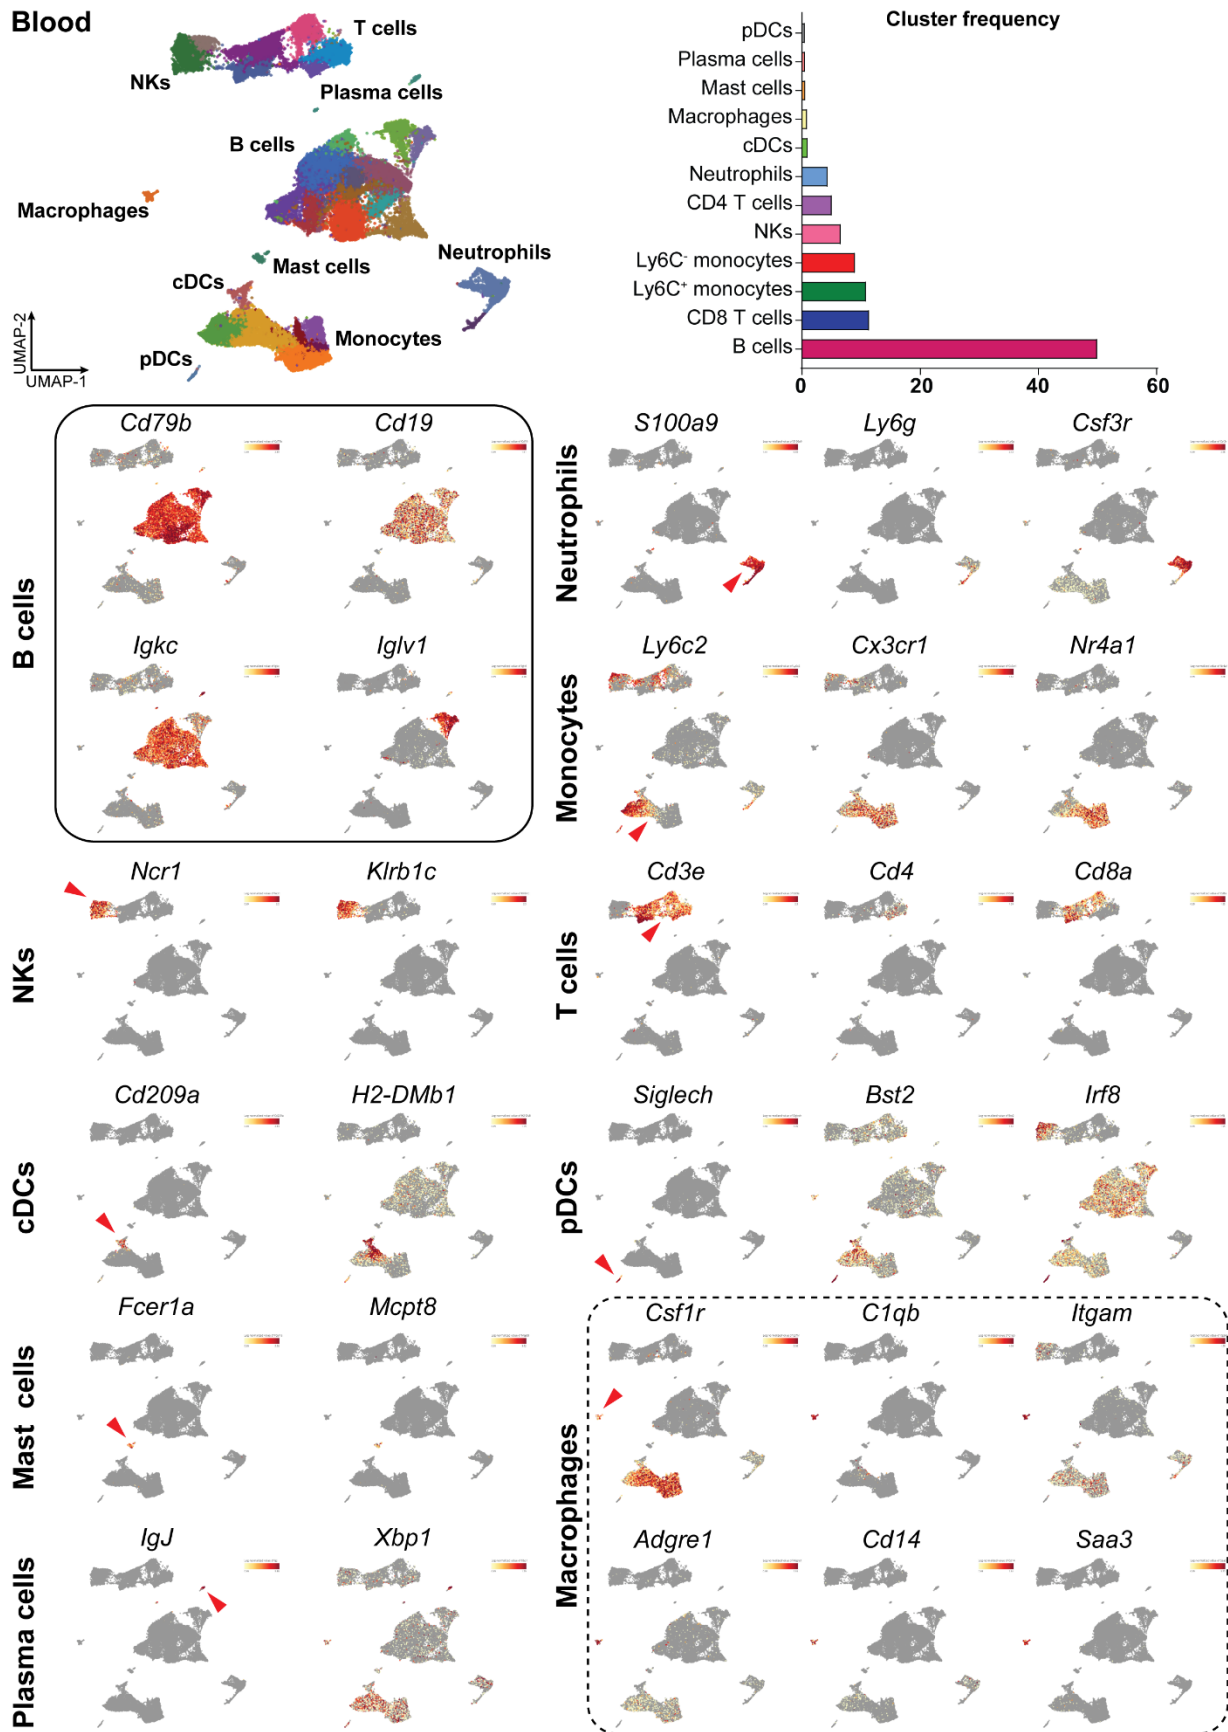 Blood
T cells
NKs
Plasma cells
B cells
Macrophages
Mast cells
Neutrophils
cDCs
Monocytes
pDCs
UMAP-2
UMAP-1
Cluster frequency
pDCs
Plasma cells
Mast cells
Macrophages
cDCs
Neutrophils
CD4 T cells
NKs
Ly6C- monocytes
Ly6C+ monocytes
CD8 T cells
B cells
0 20 40 60
B cells
Cd79b Cd19
Igkc Iglv1
Neutrophils
S100a9 Ly6g Csf3r
Monocytes
Ly6c2 Cx3cr1 Nr4a1
NKs
Ncr1 Klrb1c
T cells
Cd3e Cd4 Cd8a
cDCs
Cd209a H2-DMb1
pDCs
Siglech Bst2 Irf8
Mast cells
Fcer1a Mcpt8
Macrophages
Csf1r C1qb Itgam
Adgre1 Cd14 Saa3
Plasma cells
IgJ Xbp1